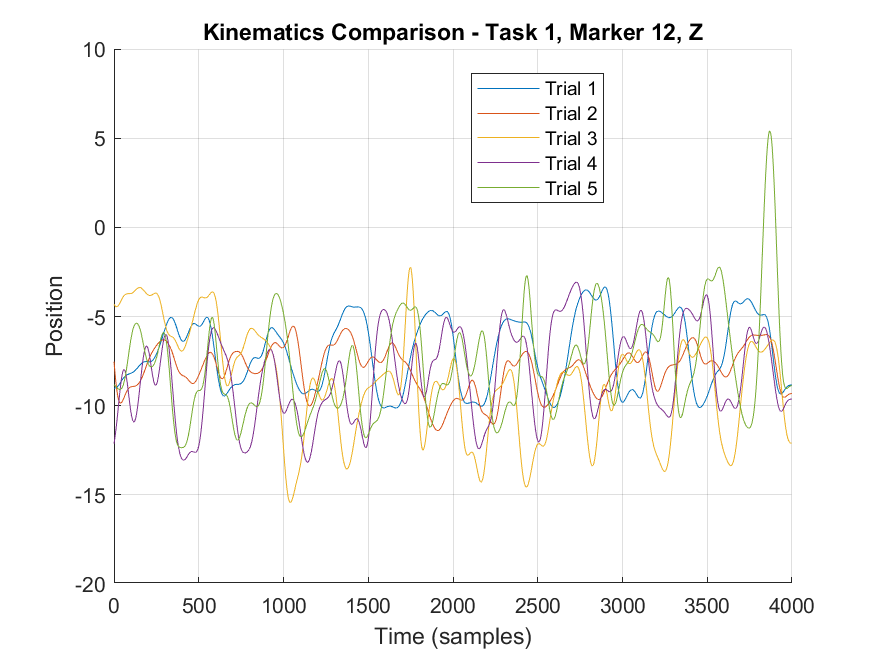 Kinematics Comparison - Task 1, Marker 12, Z
10
5
0
-5
-10
-15
-20
Position
Trial 1
Trial 2
Trial 3
Trial 4
Trial 5
0 500 1000 1500 2000 2500 3000 3500 4000
Time (samples)